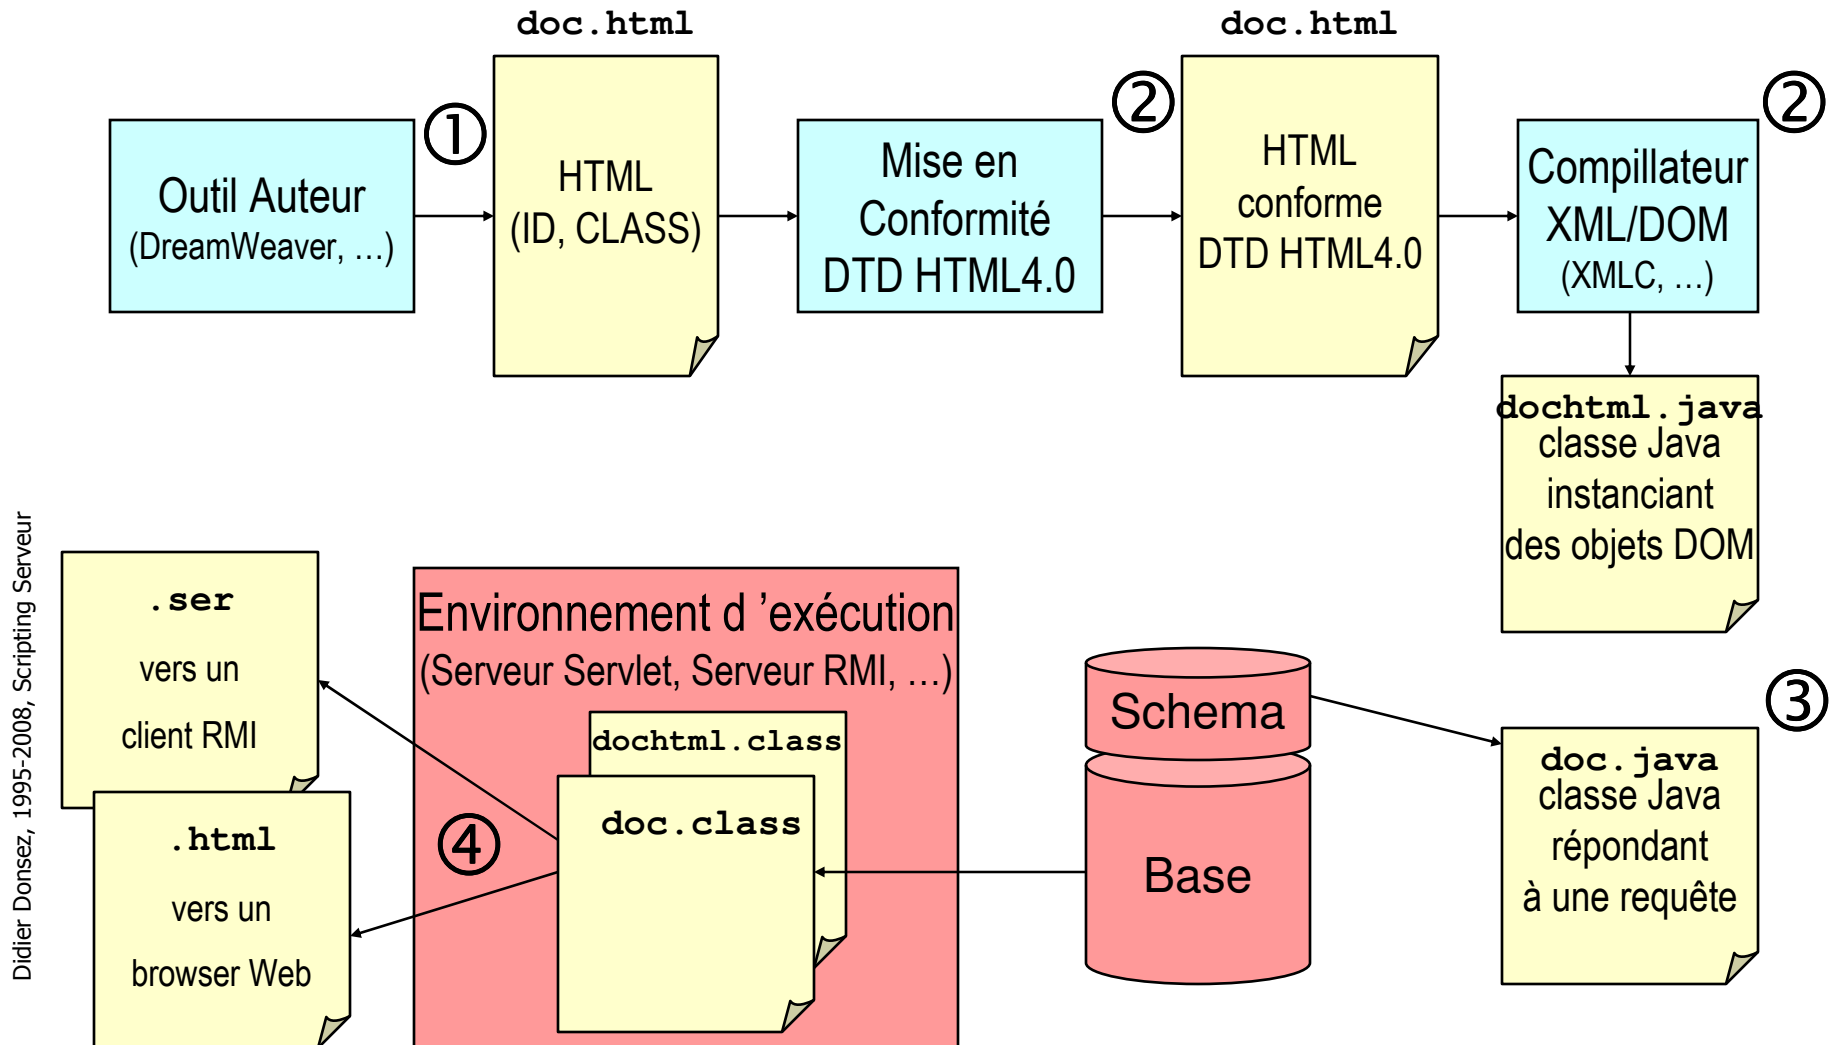 doc.html
doc.html
①
②
②
Outil Auteur
(DreamWeaver, …)
HTML
(ID, CLASS)
Mise en
Conformité
DTD HTML4.0
HTML
conforme
DTD HTML4.0
Compillateur
XML/DOM
(XMLC, …)
dochtml.java
classe Java
instanciant
des objets DOM
.ser
vers un
client RMI
.html
vers un
browser Web
④
Environnement d ’exécution
(Serveur Servlet, Serveur RMI, …)
dochtml.class
doc.class
Schema
Base
③
doc.java
classe Java
répondant
à une requête
Didier Donsez, 1995-2008, Scripting Serveur